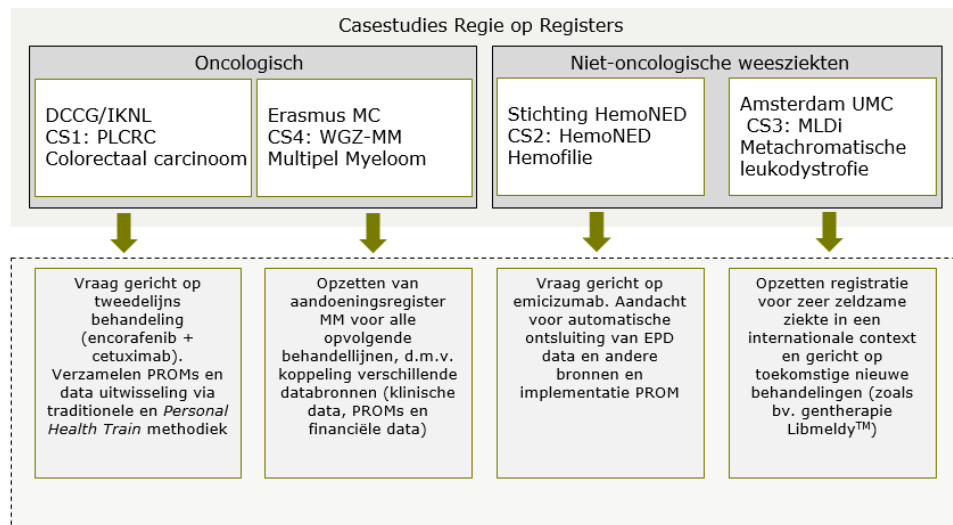 Casestudies Regie op Registers
Oncologisch
DCCG/IKNL
CS1: PLCRC
Colorectaal carcinoom
Erasmus MC
CS4: WGZ-MM
Multipel Myeloom
Niet-oncologische weesziekten
Stichting HemoNED
CS2: HemoNED
Hemofilie
Amsterdam UMC
CS3: MLDi
Metachromatische
leukodystrofie
Vraag gericht op
tweedelijns
behandeling
(encorafenib +
cetuximab).
Verzamelen PROMs en
data uitwisseling via
traditionele en Personal
Health Train methodiek
Opzetten van
aandoeningsregister
MM voor alle
opvolgende
behandellijnen, d.m.v.
koppeling verschillende
databronnen (klinische
data, PROMs en
financiële data)
Vraag gericht op
emicizumab. Aandacht
voor automatische
ontsluiting van EPD
data en andere
bronnen en
implementatie PROM
Opzetten registratie
voor zeer zeldzame
ziekte in een
internationale context
en gericht op
toekomstige nieuwe
behandelingen (zoals
bv. gentherapie
Libmeldy™)